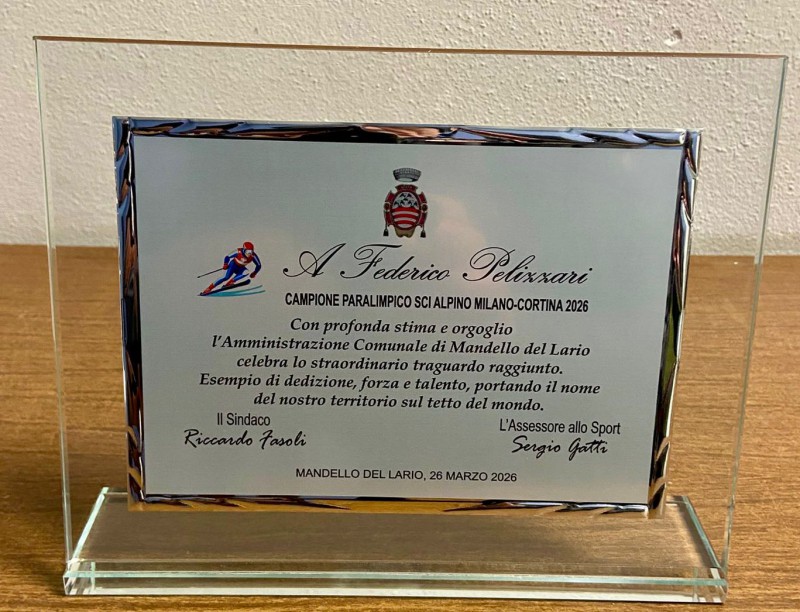 A Federico Pelizzari
CAMPIONE PARALIMPICO SCI ALPINO MILANO-CORTINA 2026
Con profonda stima e orgoglio
l'Amministrazione Comunale di Mandello del Lario
celebra lo straordinario traguardo raggiunto.
Esempio di dedizione, forza e talento, portando il nome
del nostro territorio sul tetto del mondo.
Il Sindaco
Riccardo Fasoli
L'Assessore allo Sport
Sergio Gatti
MANDELLO DEL LARIO, 26 MARZO 2026